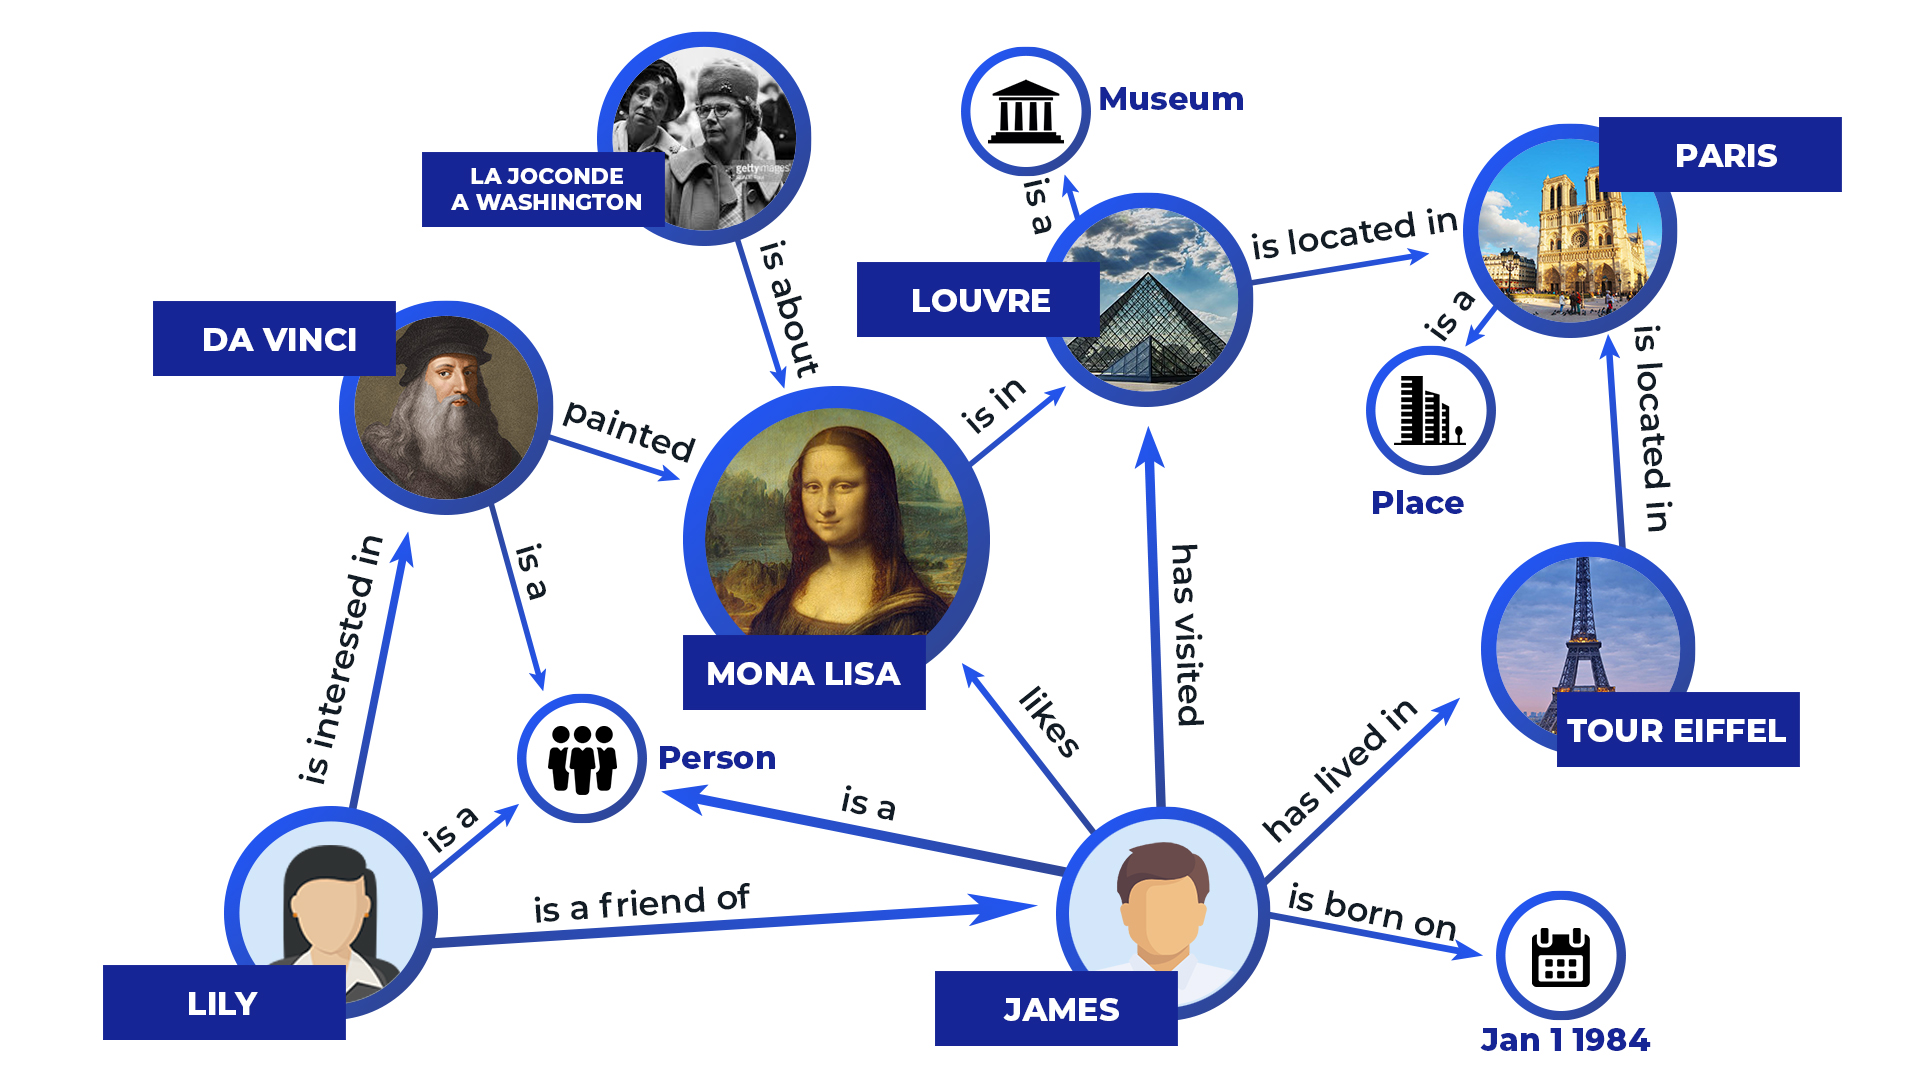 LA JOCONDE
A WASHINGTON
gettyimages
Museum
PARIS
is a
is about
LOUVRE
is located in
is a
DA VINCI
painted
is in
Place
is located in
is interested in
is a
MONA LISA
has visited
likes
TOUR EIFFEL
has lived in
Person
is a
is a
is a friend of
is born on
LILY
JAMES
Jan 1 1984